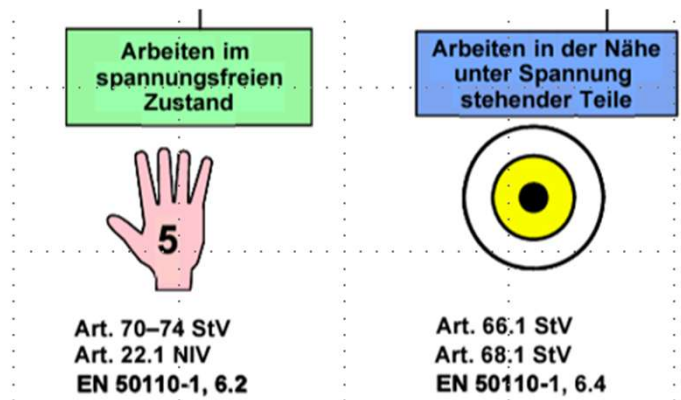 Arbeiten im
spannungsfreien
Zustand
5
Art. 70–74 StV
Art. 22.1 NIV
EN 50110-1, 6.2
Arbeiten in der Nähe
unter Spannung
stehender Teile
Art. 66.1 StV
Art. 68.1 StV
EN 50110-1, 6.4